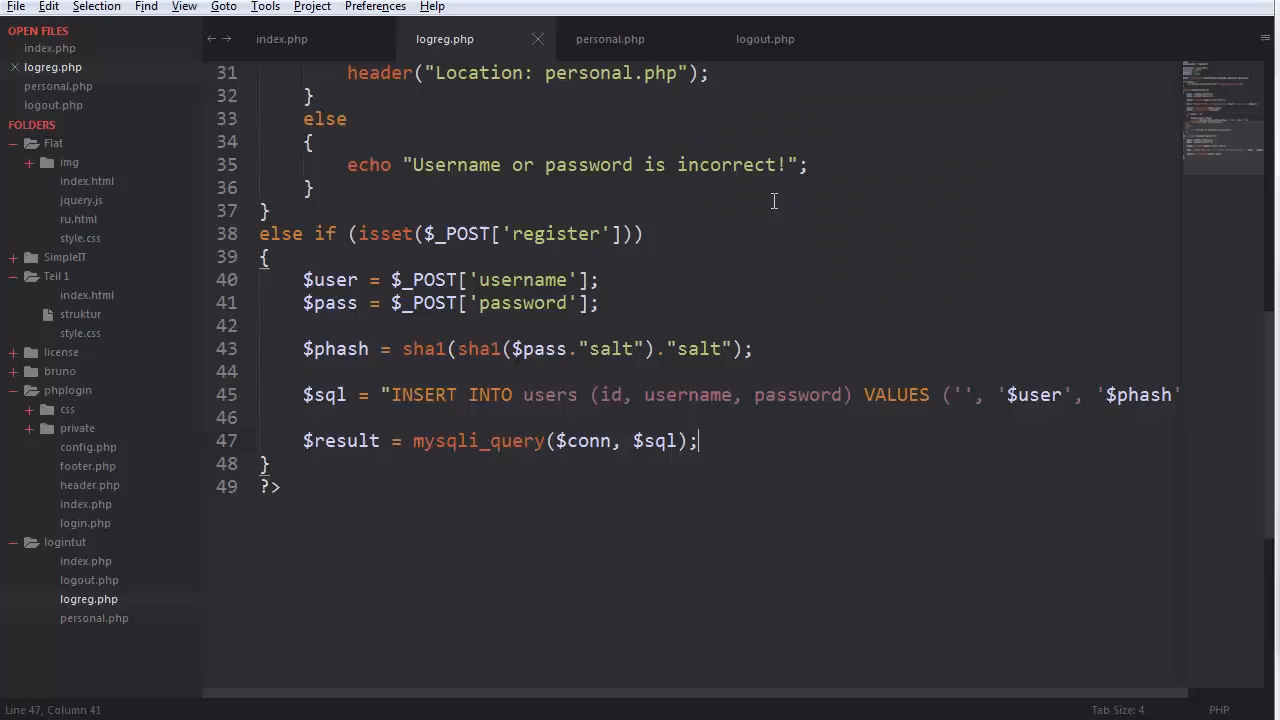 File Edit Selection Find View Goto Tools Project Preferences Help
OPEN FILES
index.php
logreg.php
personal.php
logout.php
FOLDERS
Flat
img
index.html
jquery.js
ru.html
style.css
SimpleIT
Teil 1
index.html
struktur
style.css
license
bruno
phplogin
css
private
config.php
footer.php
header.php
index.php
login.php
logintut
index.php
logout.php
logreg.php
personal.php
index.php logreg.php personal.php logout.php
31 header("Location: personal.php");
32 }
33 else
34 {
35 echo "Username or password is incorrect!";
36 }
37 }
38 else if (isset($_POST['register']))
39 {
40 $user = $_POST['username'];
41 $pass = $_POST['password'];
42
43 $phash = sha1(sha1($pass."salt")."salt");
44
45 $sql = "INSERT INTO users (id, username, password) VALUES ('', '$user', '$phash'
46
47 $result = mysqli_query($conn, $sql);
48 }
49 ?>
Line 47, Column 41 Tab Size: 4 PHP